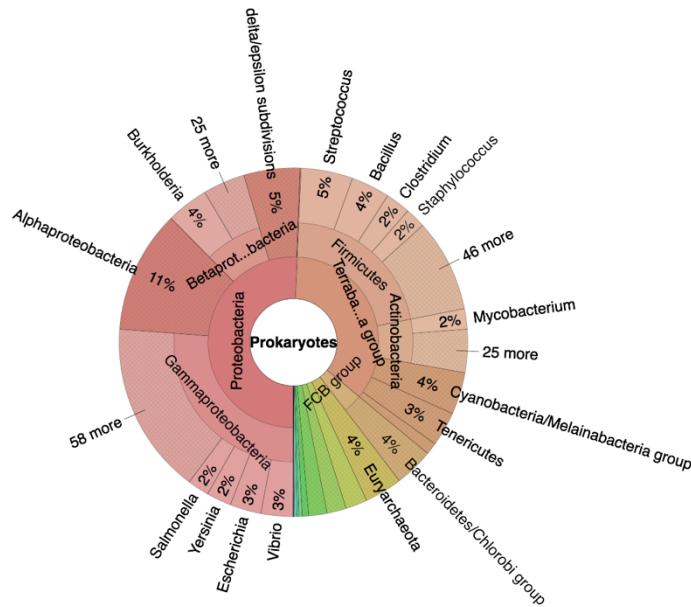 delta/epsilon subdivisions
5%
25 more
Burkholderia
4%
Alphaproteobacteria
11%
Betaprot...bacteria
Proteobacteria
Gammaproteobacteria
58 more
Salmonella
2%
Yersinia
2%
Escherichia
3%
Vibrio
3%
Prokaryotes
Streptococcus
5%
Bacillus
4%
Clostridium
2%
Staphylococcus
2%
46 more
Firmicutes
Terraba...a group
Actinobacteria
Mycobacterium
2%
25 more
Cyanobacteria/Melainabacteria group
4%
Tenericutes
3%
FCB group
Bacteroidetes/Chlorobi group
4%
Euryarchaeota
4%